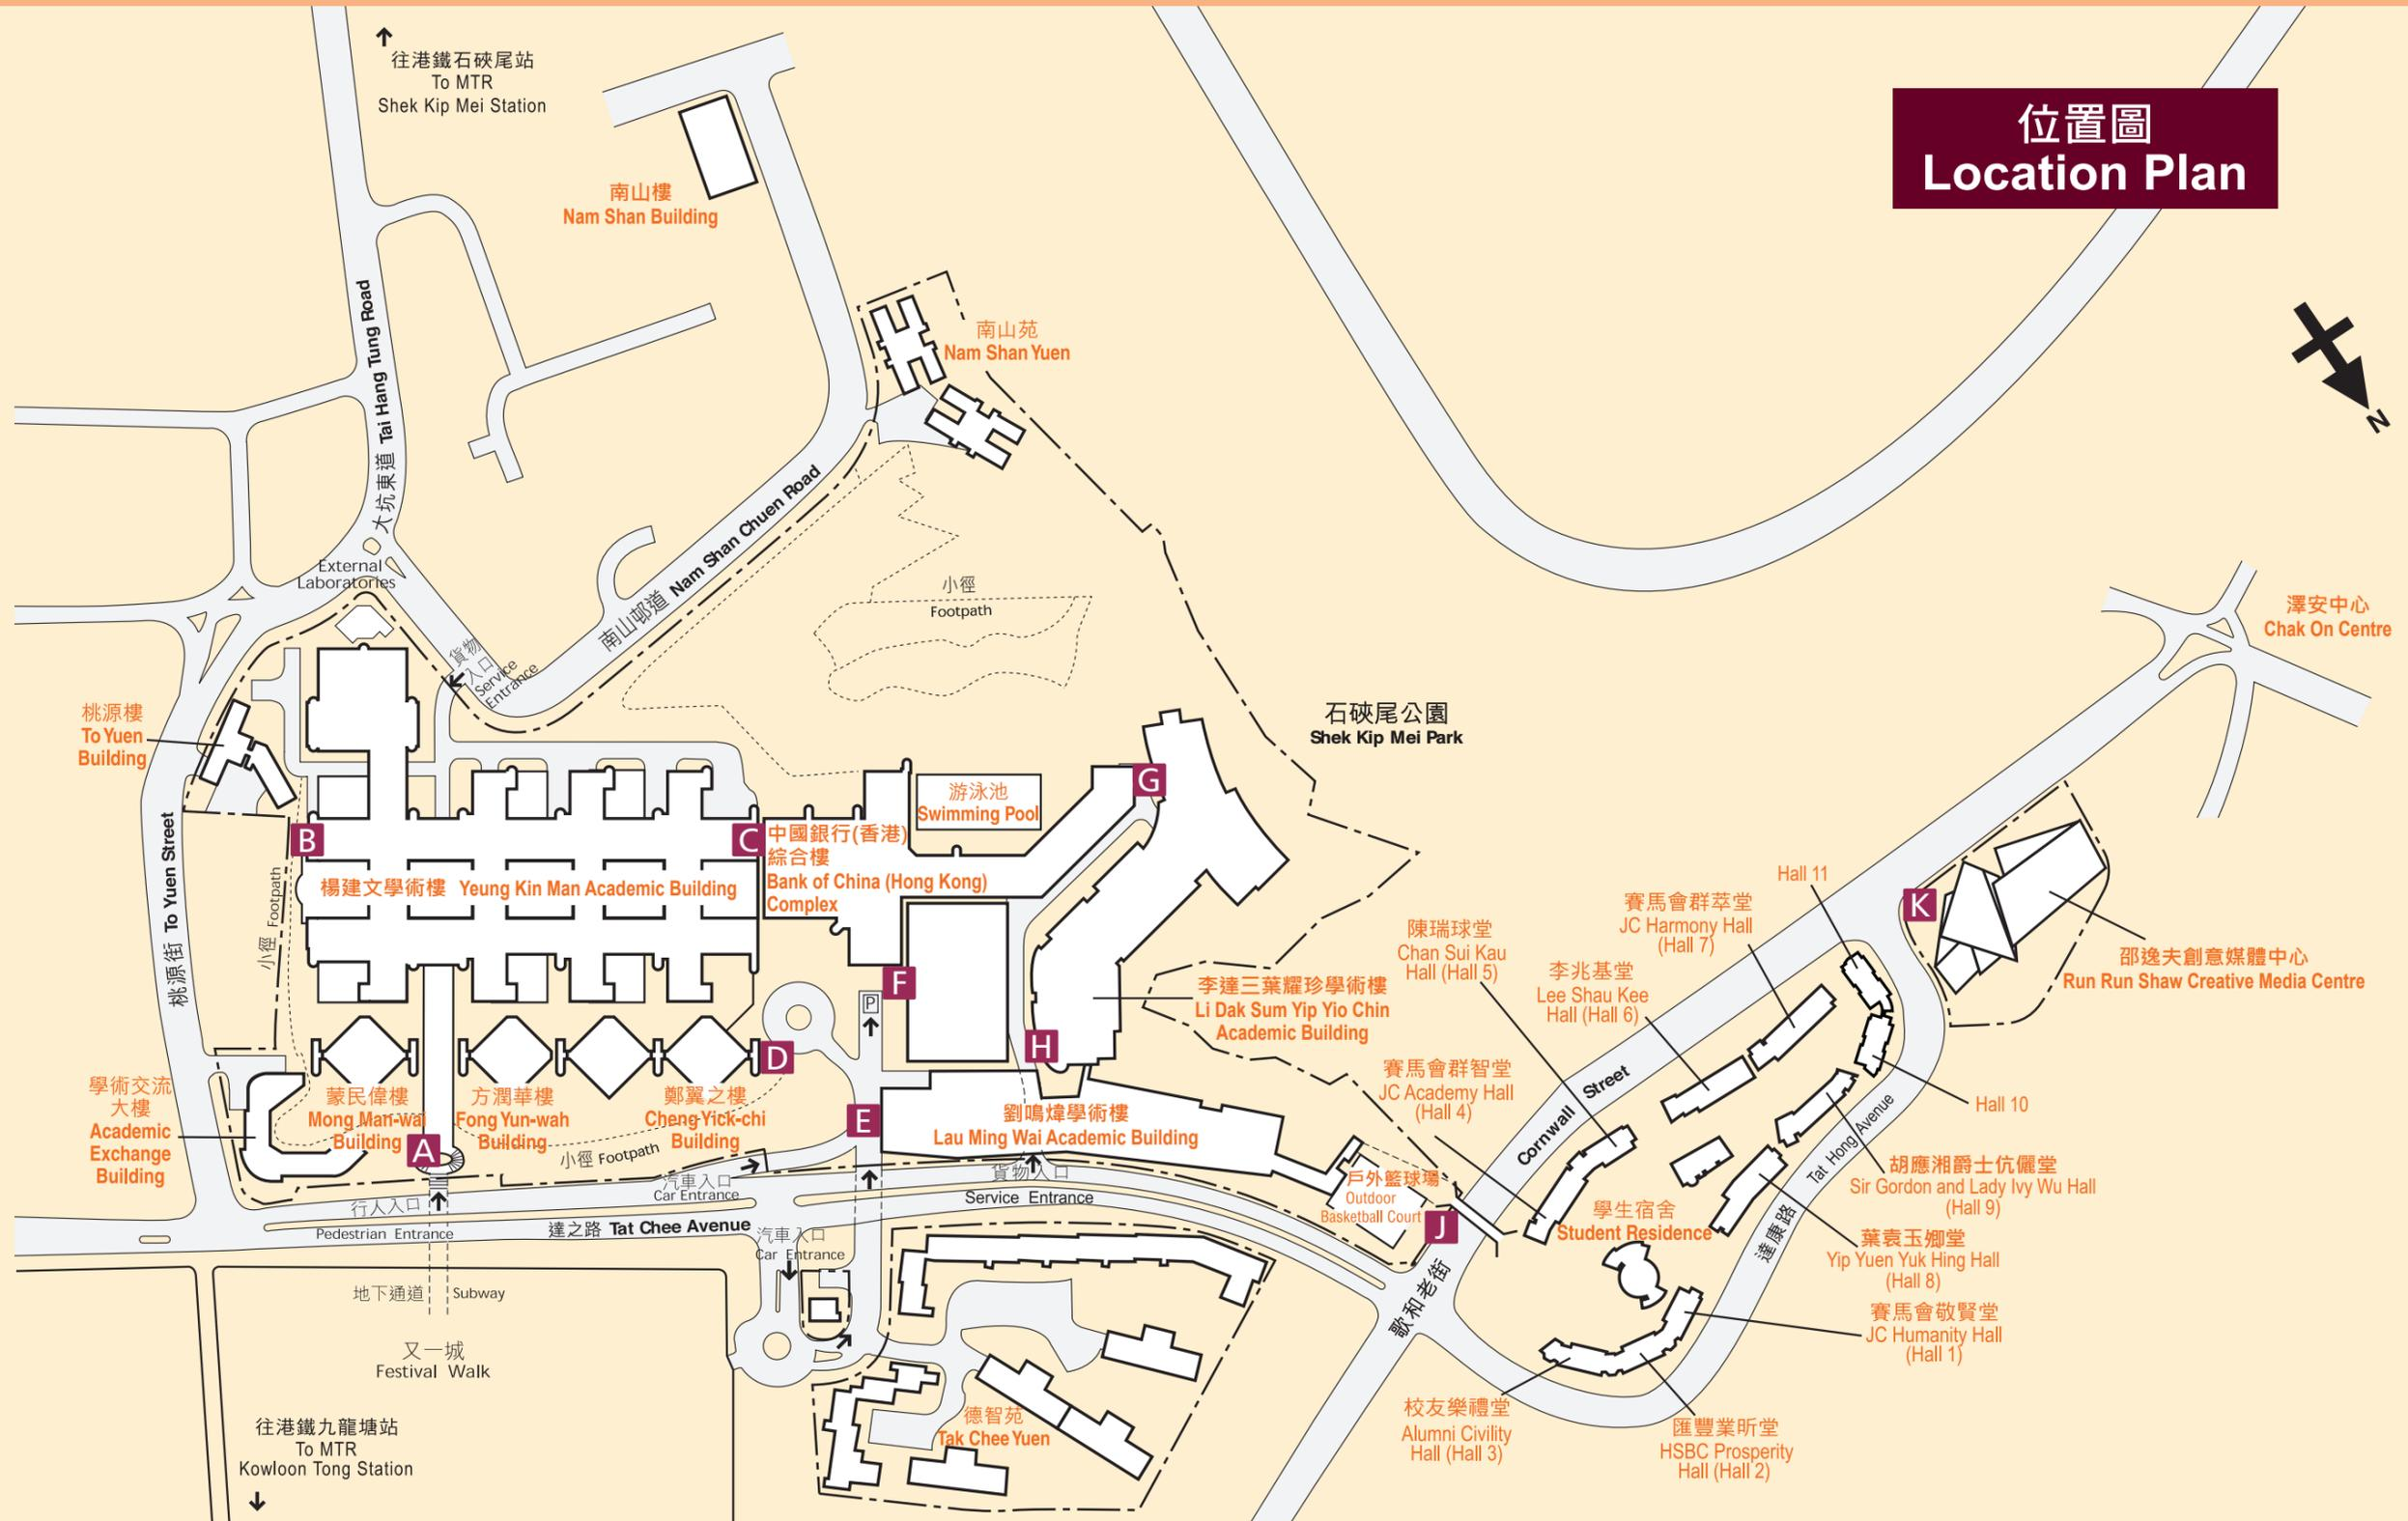 位置圖
Location Plan
往港鐵石硤尾站
To MTR
Shek Kip Mei Station
南山樓
Nam Shan Building
南山苑
Nam Shan Yuen
N
大坑東道 Tai Hang Tung Road
南山邨道 Nam Shan Chuen Road
External
Laboratories
貨物
入口
Service
Entrance
小徑
Footpath
澤安中心
Chak On Centre
桃源樓
To Yuen
Building
石硤尾公園
Shek Kip Mei Park
桃源街 To Yuen Street
小徑 Footpath
B
C
G
游泳池
Swimming Pool
中國銀行(香港)
綜合樓
Bank of China (Hong Kong)
Complex
楊建文學術樓 Yeung Kin Man Academic Building
F
P
H
D
E
A
J
K
李達三葉耀珍學術樓
Li Dak Sum Yip Yio Chin
Academic Building
邵逸夫創意媒體中心
Run Run Shaw Creative Media Centre
Hall 11
賽馬會群萃堂
JC Harmony Hall
(Hall 7)
陳瑞球堂
Chan Sui Kau
Hall (Hall 5)
李兆基堂
Lee Shau Kee
Hall (Hall 6)
賽馬會群智堂
JC Academy Hall
(Hall 4)
Hall 10
學術交流
大樓
Academic
Exchange
Building
蒙民偉樓
Mong Man-wai
Building
方潤華樓
Fong Yun-wah
Building
鄭翼之樓
Cheng Yick-chi
Building
劉鳴煒學術樓
Lau Ming Wai Academic Building
小徑 Footpath
汽車入口
Car Entrance
貨物入口
Service Entrance
行人入口
Pedestrian Entrance
達之路 Tat Chee Avenue
汽車入口
Car Entrance
戶外籃球場
Outdoor
Basketball Court
歌和老街 Cornwall Street
達康路 Tat Hong Avenue
學生宿舍
Student Residence
胡應湘爵士伉儷堂
Sir Gordon and Lady Ivy Wu Hall
(Hall 9)
葉袁玉卿堂
Yip Yuen Yuk Hing Hall
(Hall 8)
賽馬會敬賢堂
JC Humanity Hall
(Hall 1)
校友樂禮堂
Alumni Civility
Hall (Hall 3)
匯豐業昕堂
HSBC Prosperity
Hall (Hall 2)
地下通道 Subway
又一城
Festival Walk
往港鐵九龍塘站
To MTR
Kowloon Tong Station
德智苑
Tak Chee Yuen